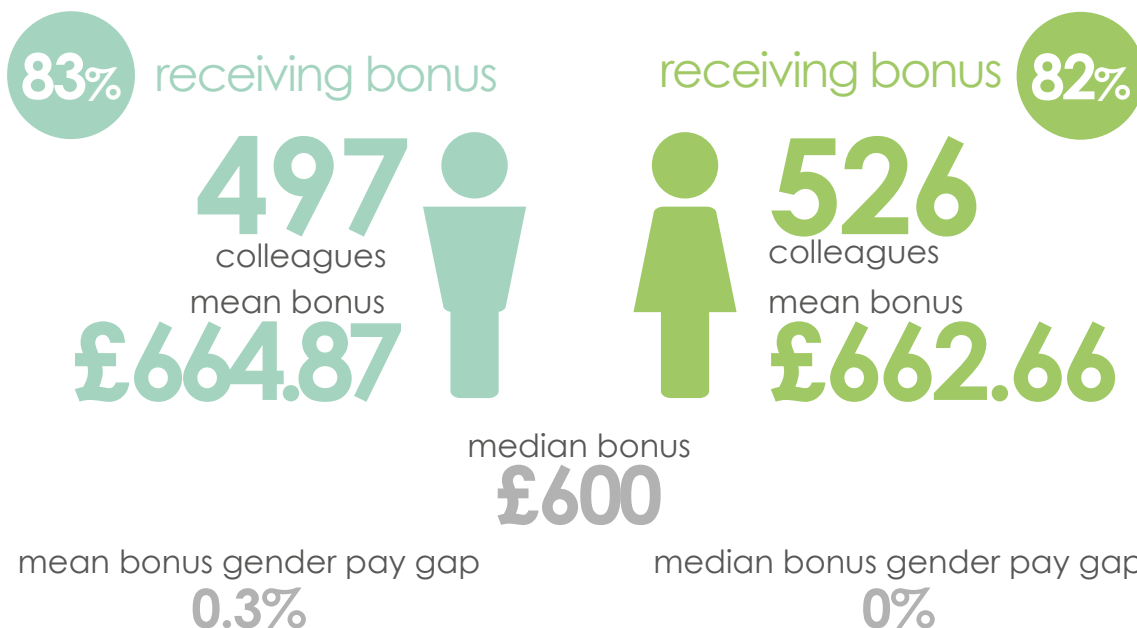 83% receiving bonus
497
colleagues
mean bonus
£664.87
receiving bonus 82%
526
colleagues
mean bonus
£662.66
median bonus
£600
mean bonus gender pay gap
0.3%
median bonus gender pay gap
0%